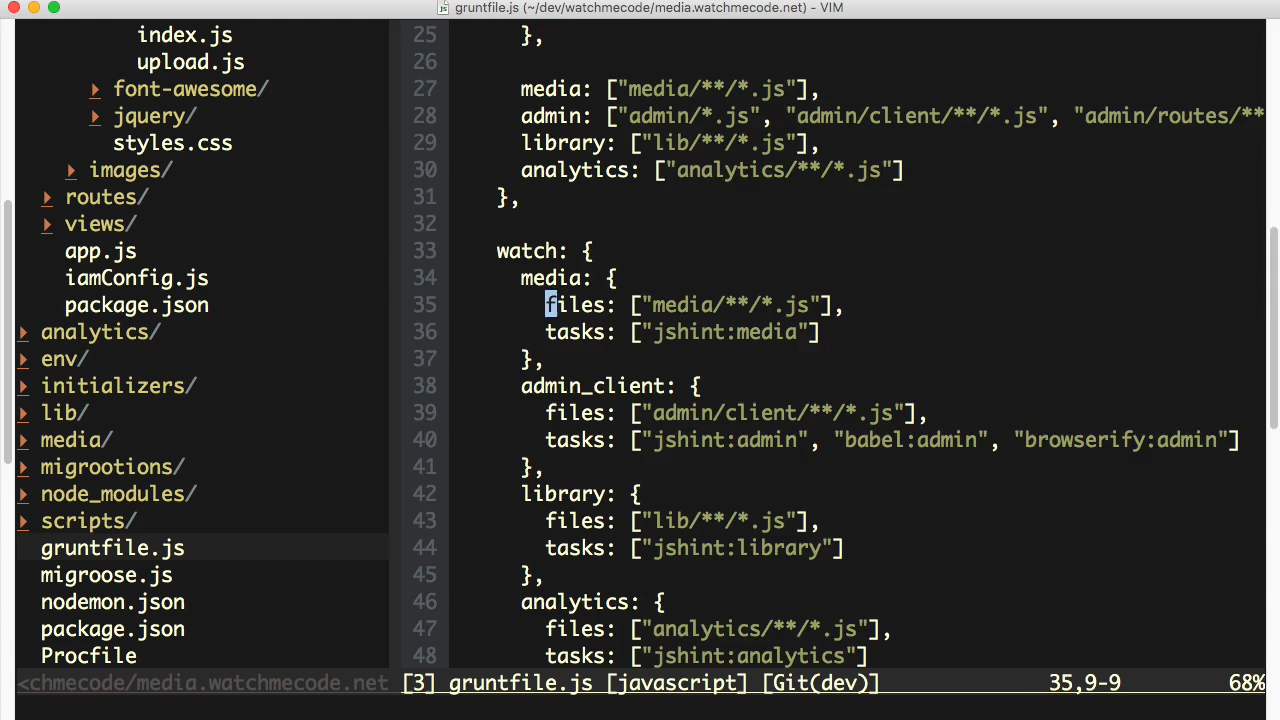 gruntfile.js (~/dev/watchmecode/media.watchmecode.net) - VIM
index.js
upload.js
▸ font-awesome/
▸ jquery/
styles.css
▸ images/
▸ routes/
▸ views/
app.js
iamConfig.js
package.json
▸ analytics/
▸ env/
▸ initializers/
▸ lib/
▸ media/
▸ migrootions/
▸ node_modules/
▸ scripts/
gruntfile.js
migroose.js
nodemon.json
package.json
Procfile
<chmecode/media.watchmecode.net
25 },
26
27 media: ["media/**/*.js"],
28 admin: ["admin/*.js", "admin/client/**/*.js", "admin/routes/**
29 library: ["lib/**/*.js"],
30 analytics: ["analytics/**/*.js"]
31 },
32
33 watch: {
34 media: {
35 files: ["media/**/*.js"],
36 tasks: ["jshint:media"]
37 },
38 admin_client: {
39 files: ["admin/client/**/*.js"],
40 tasks: ["jshint:admin", "babel:admin", "browserify:admin"]
41 },
42 library: {
43 files: ["lib/**/*.js"],
44 tasks: ["jshint:library"]
45 },
46 analytics: {
47 files: ["analytics/**/*.js"],
48 tasks: ["jshint:analytics"]
[3] gruntfile.js [javascript] [Git(dev)] 35,9-9 68%